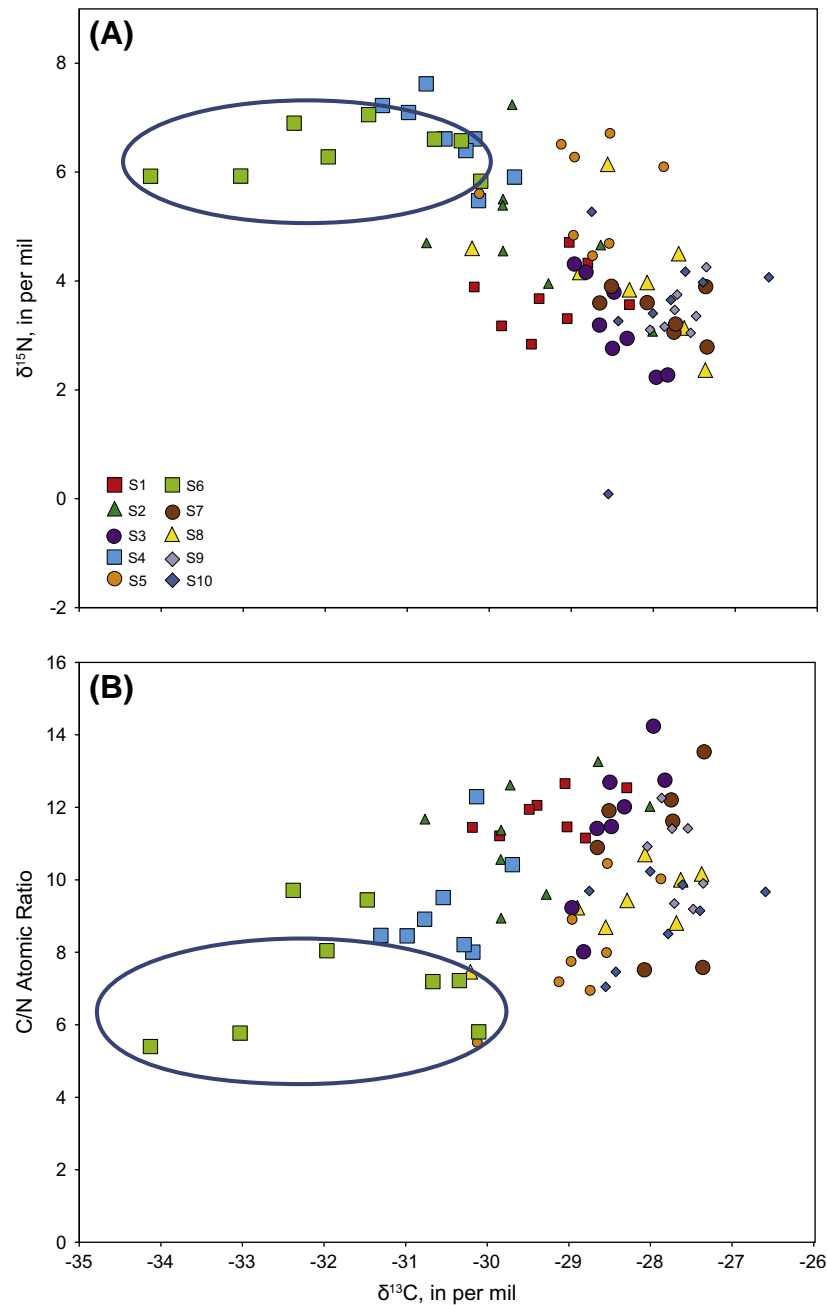 (A)
8
6
4
2
0
-2
δ15N, in per mil
S1 S6
S2 S7
S3 S8
S4 S9
S5 S10
(B)
16
14
12
10
8
6
4
2
0
C/N Atomic Ratio
-35 -34 -33 -32 -31 -30 -29 -28 -27 -26
δ13C, in per mil